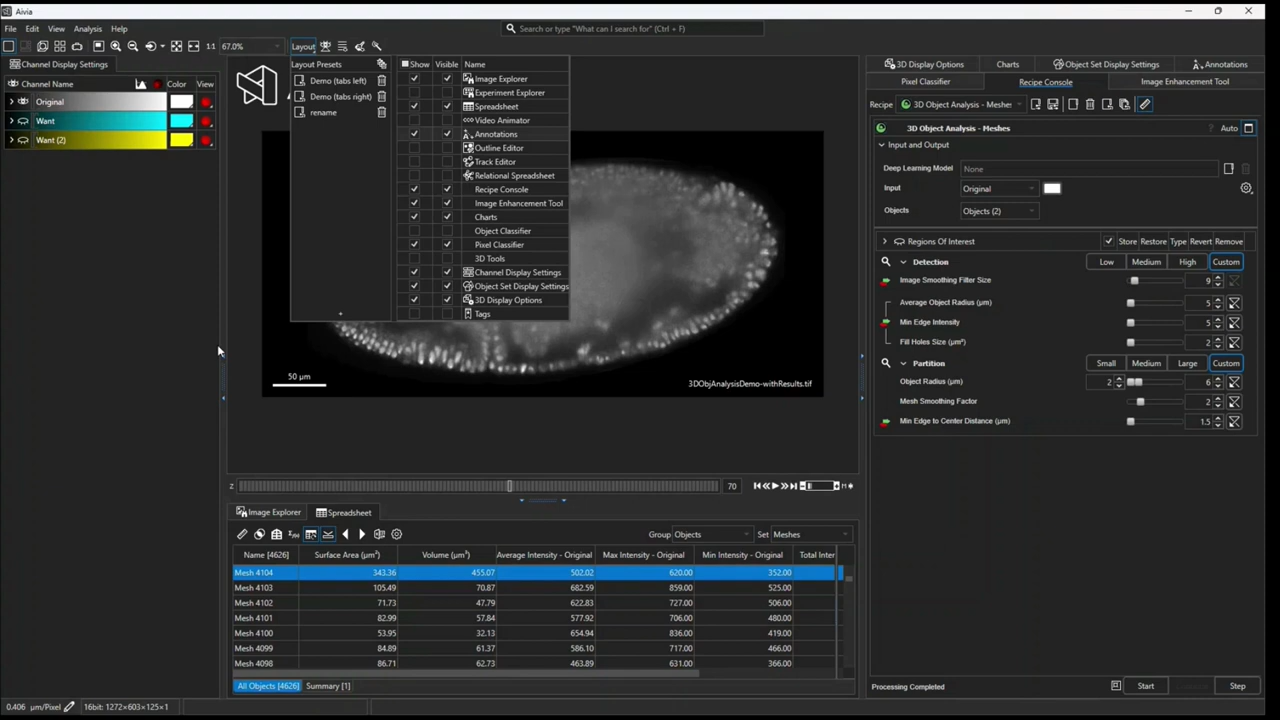 Aivia
File Edit View Analysis Help
Search or type "What can I search for" (Ctrl + F)
1:1 67.0% Layout
Channel Display Settings
Channel Name Color View
Original
Want
Want (2)
Layout Presets
Demo (tabs left)
Demo (tabs right)
rename
Show Visible Name
Image Explorer
Experiment Explorer
Spreadsheet
Video Animator
Annotations
Outline Editor
Track Editor
Relational Spreadsheet
Recipe Console
Image Enhancement Tool
Charts
Object Classifier
Pixel Classifier
3D Tools
Channel Display Settings
Object Set Display Settings
3D Display Options
Tags
50 µm
3DObjAnalysisDemo-withResults.tif
Z 70
Image Explorer Spreadsheet
Group Objects Set Meshes
Name [4626] Surface Area (µm²) Volume (µm³) Average Intensity - Original Max Intensity - Original Min Intensity - Original Total Inter
Mesh 4104 343.36 455.07 502.02 620.00 352.00
Mesh 4103 105.49 70.87 682.59 859.00 525.00
Mesh 4102 71.73 47.79 622.83 727.00 506.00
Mesh 4101 82.99 57.84 577.92 706.00 480.00
Mesh 4100 53.95 32.13 654.94 836.00 419.00
Mesh 4099 84.89 61.37 586.10 717.00 466.00
Mesh 4098 86.71 62.73 463.89 631.00 366.00
All Objects [4626] Summary [1]
3D Display Options Charts Object Set Display Settings Annotations
Pixel Classifier Recipe Console Image Enhancement Tool
Recipe 3D Object Analysis - Meshes
3D Object Analysis - Meshes ? Auto
Input and Output
Deep Learning Model None
Input Original
Objects Objects (2)
Regions Of Interest Store Restore Type Revert Remove
Detection Low Medium High Custom
Image Smoothing Filter Size 9
Average Object Radius (µm) 5
Min Edge Intensity 5
Fill Holes Size (µm²) 2
Partition Small Medium Large Custom
Object Radius (µm) 2 6
Mesh Smoothing Factor 2
Min Edge to Center Distance (µm) 1.5
Processing Completed Start Step
0.406 µm/Pixel 16bit: 1272×603×125×1